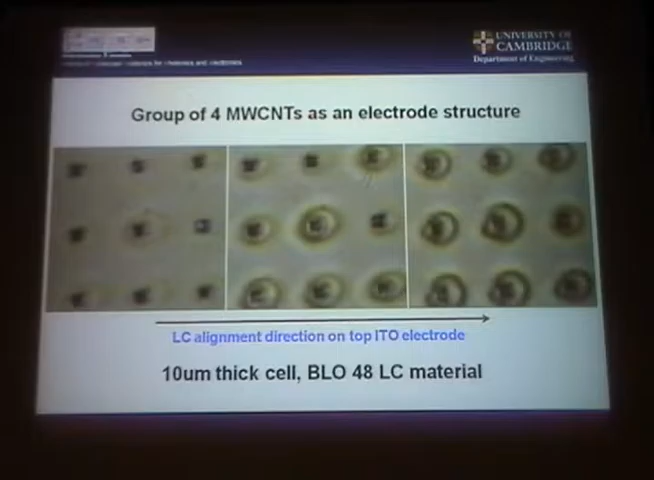 UNIVERSITY OF
CAMBRIDGE
Department of Engineering
Group of 4 MWCNTs as an electrode structure
LC alignment direction on top ITO electrode
10um thick cell, BLO 48 LC material